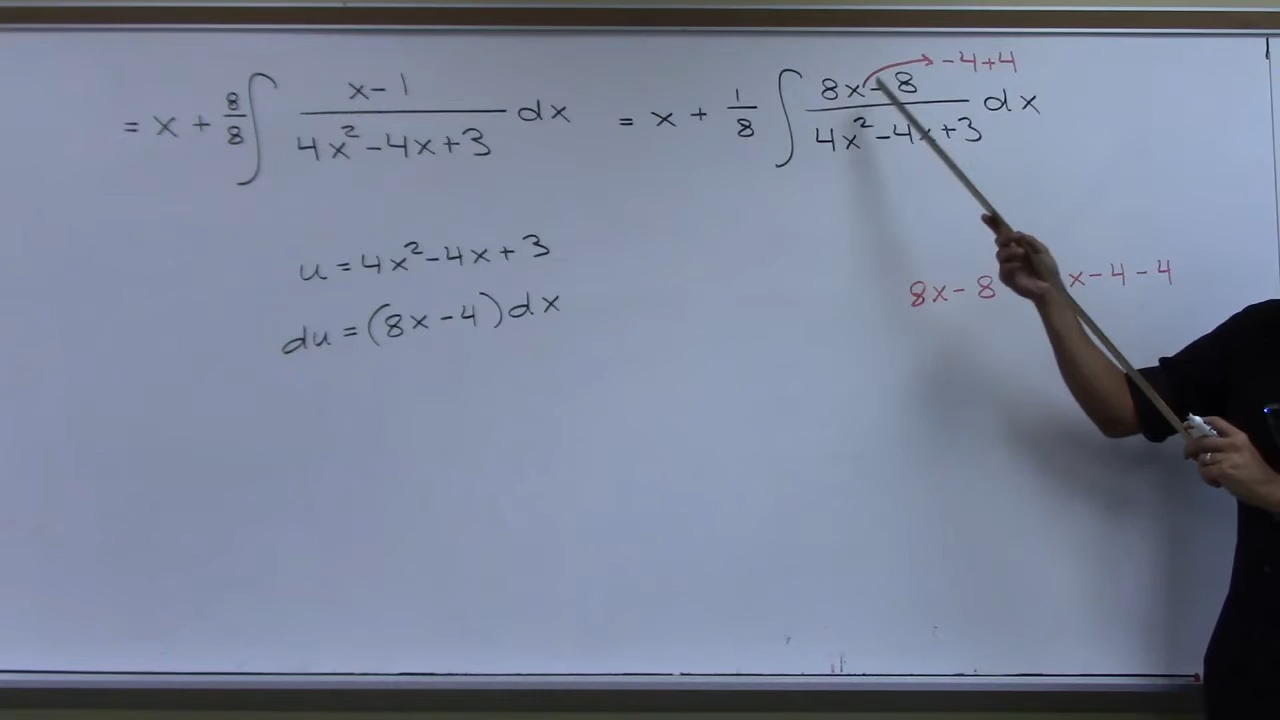 = x + 8/8 ∫ (x-1)/(4x²-4x+3) dx = x + 1/8 ∫ (8x-8)/(4x²-4x+3) dx
-4+4
u = 4x²-4x+3
du = (8x-4)dx
8x-8 x-4-4